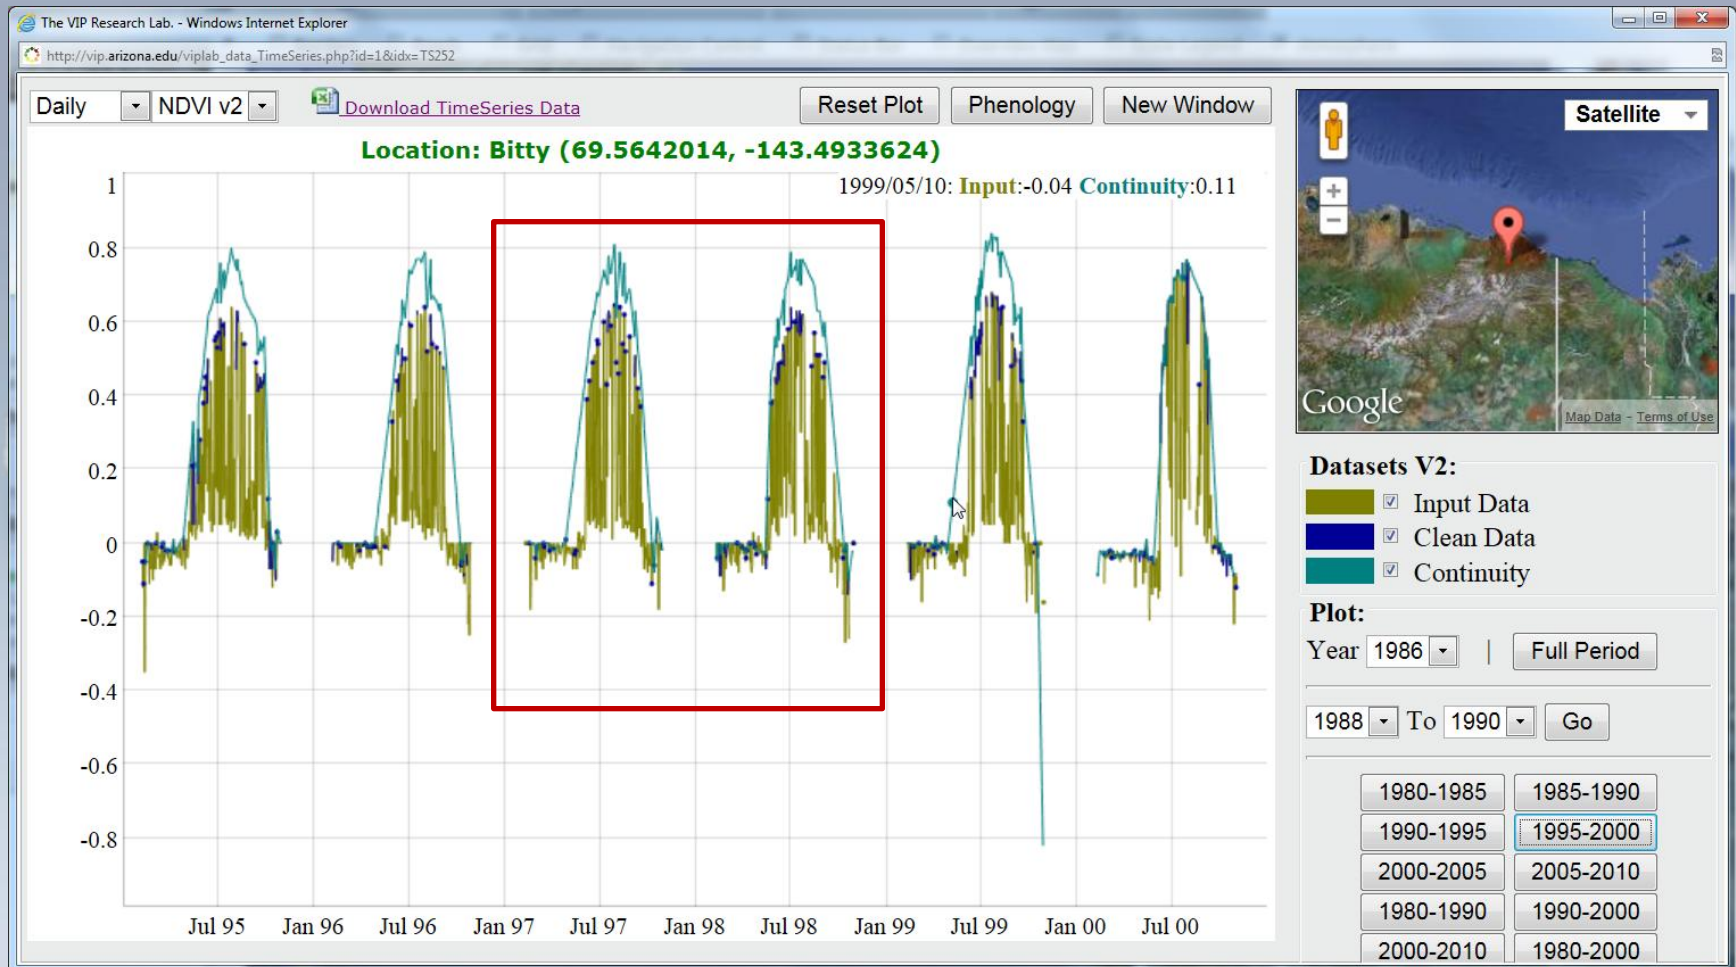 The VIP Research Lab. - Windows Internet Explorer
http://vip.arizona.edu/viplab_data_TimeSeries.php?id=1&idx=TS252
Daily NDVI v2 Download TimeSeries Data Reset Plot Phenology New Window
Location: Bitty (69.5642014, -143.4933624)
1999/05/10: Input:-0.04 Continuity:0.11
1
0.8
0.6
0.4
0.2
0
-0.2
-0.4
-0.6
-0.8
Jul 95 Jan 96 Jul 96 Jan 97 Jul 97 Jan 98 Jul 98 Jan 99 Jul 99 Jan 00 Jul 00
Satellite
+
−
Google
Map Data - Terms of Use
Datasets V2:
Input Data
Clean Data
Continuity
Plot:
Year 1986 | Full Period
1988 To 1990 Go
1980-1985 1985-1990
1990-1995 1995-2000
2000-2005 2005-2010
1980-1990 1990-2000
2000-2010 1980-2000